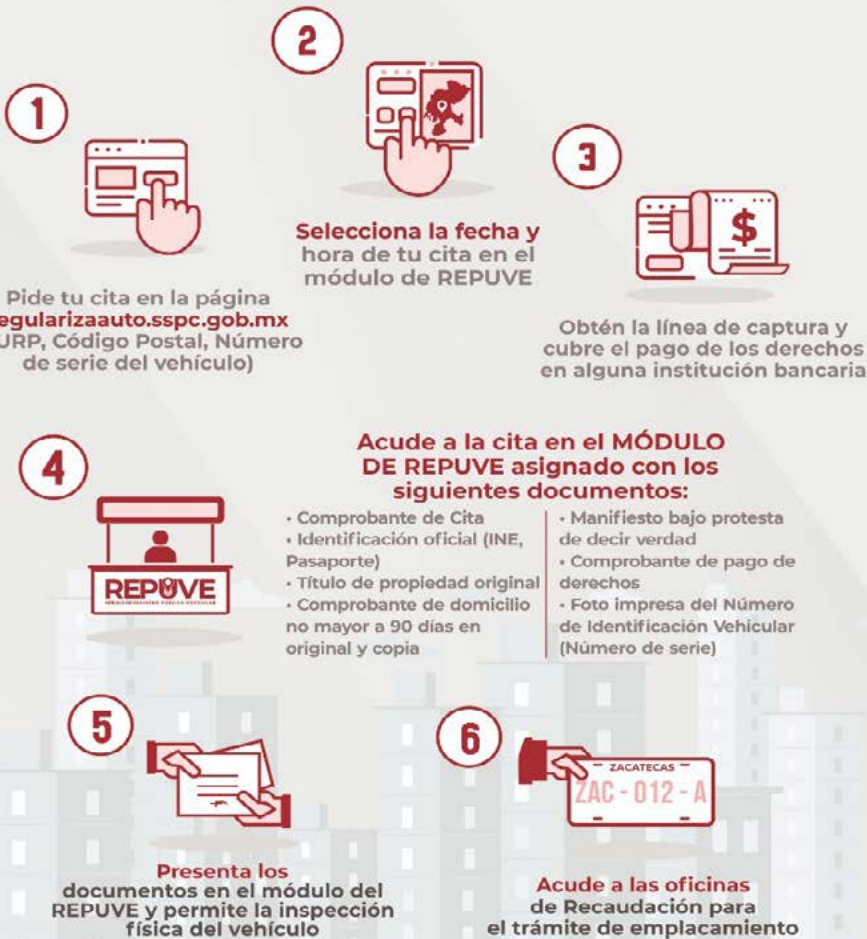 1
Pide tu cita en la página
egularizaauto.sspc.gob.mx
URP, Código Postal, Número
de serie del vehículo)
2
Selecciona la fecha y
hora de tu cita en el
módulo de REPUVE
3
$
Obtén la línea de captura y
cubre el pago de los derechos
en alguna institución bancaria
4
REPUVE
Acude a la cita en el MÓDULO
DE REPUVE asignado con los
siguientes documentos:
• Comprobante de Cita
• Identificación oficial (INE,
Pasaporte)
• Título de propiedad original
• Comprobante de domicilio
no mayor a 90 días en
original y copia
• Manifiesto bajo protesta
de decir verdad
• Comprobante de pago de
derechos
• Foto impresa del Número
de Identificación Vehicular
(Número de serie)
5
Presenta los
documentos en el módulo del
REPUVE y permite la inspección
física del vehículo
6
ZACATECAS
ZAC - 012 - A
Acude a las oficinas
de Recaudación para
el trámite de emplacamiento